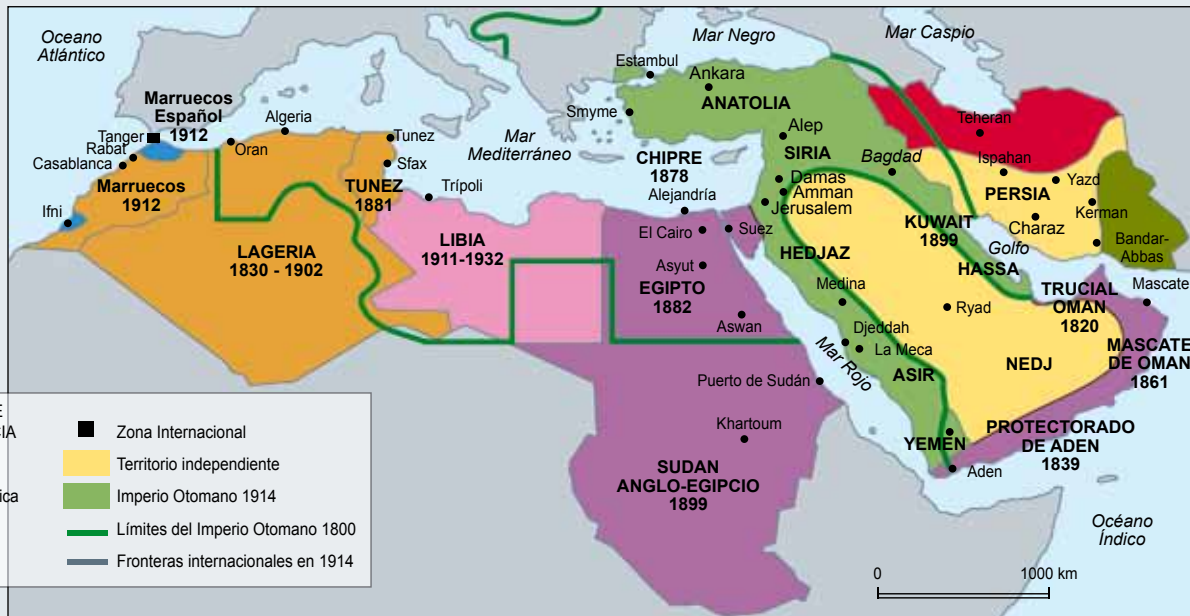 Oceano
Atlántico
Mar Negro
Mar Caspio
Estambul
Ankara
ANATOLIA
Smyme
Marruecos
Español
1912
Algeria
Tanger
Rabat
Casablanca
Oran
Tunez
Sfax
Mar
Mediterráneo
Alep
SIRIA
Bagdad
Teheran
Ispahan
Yazd
PERSIA
Kerman
Charaz
Bandar-
Abbas
CHIPRE
1878
Damas
Amman
Jerusalem
Marruecos
1912
Ifni
TUNEZ
1881
Trípoli
Alejandría
El Cairo
Suez
HEDJAZ
KUWAIT
1899
Golfo
HASSA
LAGERIA
1830 - 1902
LIBIA
1911-1932
Asyut
EGIPTO
1882
Aswan
Medina
Ryad
TRUCIAL
OMAN
1820
Mascate
Djeddah
La Meca
Mar Rojo
ASIR
NEDJ
MASCATE
DE OMAN
1861
Puerto de Sudán
Khartoum
SUDAN
ANGLO-EGIPCIO
1899
YEMEN
Aden
PROTECTORADO
DE ADEN
1839
Océano
Índico
E
CIA
ica
Zona Internacional
Territorio independiente
Imperio Otomano 1914
Límites del Imperio Otomano 1800
Fronteras internacionales en 1914
0 1000 km